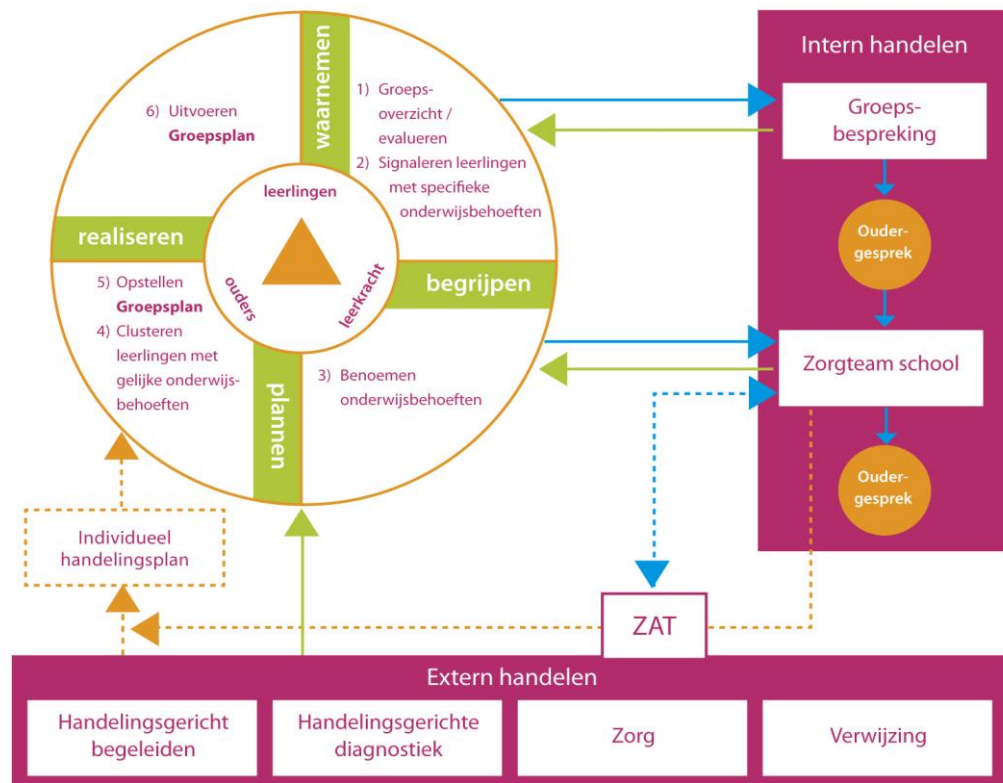 waarnemen
1) Groeps-
overzicht /
evalueren
2) Signaleren leerlingen
met specifieke
onderwijsbehoeften
begrijpen
3) Benoemen
onderwijsbehoeften
plannen
5) Opstellen
Groepsplan
4) Clusteren
leerlingen met
gelijke onderwijs-
behoeften
realiseren
6) Uitvoeren
Groepsplan
leerlingen
ouders
leerkracht
Intern handelen
Groeps-
bespreking
Ouder-
gesprek
Zorgteam school
Ouder-
gesprek
Individueel
handelingsplan
ZAT
Extern handelen
Handelingsgericht
begeleiden
Handelingsgerichte
diagnostiek
Zorg
Verwijzing